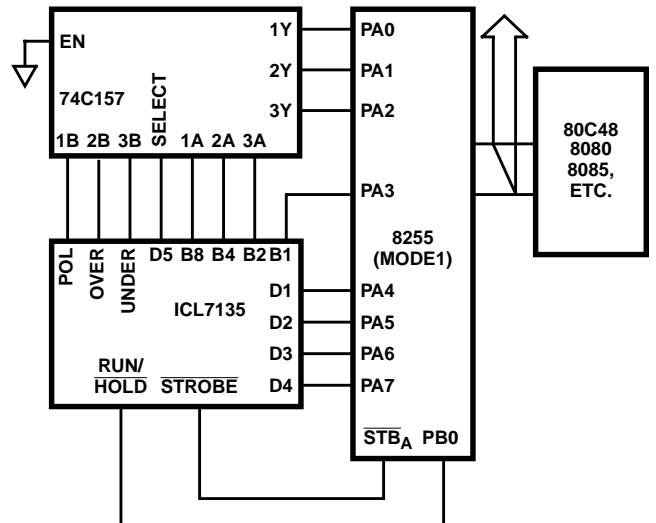 EN
74C157
1Y
2Y
3Y
1B 2B 3B SELECT 1A 2A 3A
PA0
PA1
PA2
PA3
8255
(MODE1)
PA4
PA5
PA6
PA7
STBA PB0
80C48
8080
8085,
ETC.
POL OVER UNDER D5 B8 B4 B2 B1
ICL7135
D1
D2
D3
D4
RUN/
HOLD STROBE